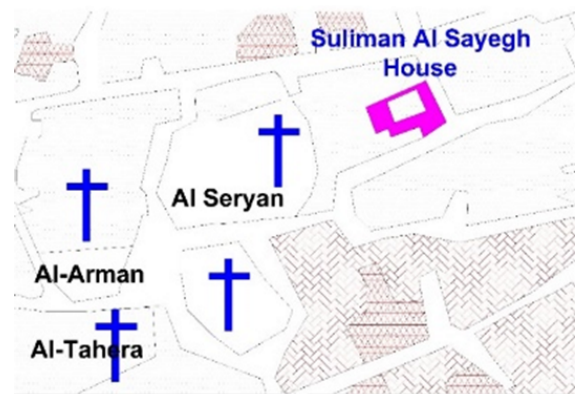 Suliman Al Sayegh
House
Al Seryan
Al-Arman
Al-Tahera